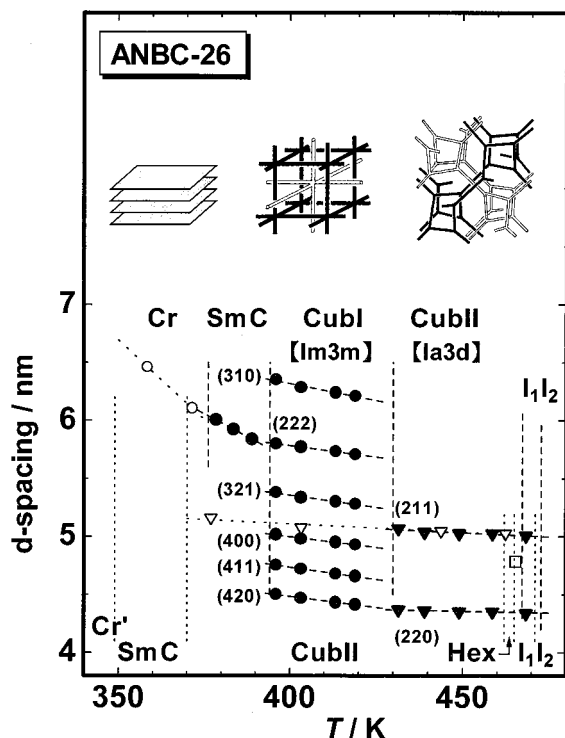 ANBC-26
7
Cr SmC CubI CubII
【Im3m】 【Ia3d】
(310)
I1I2
6
(222)
d-spacing / nm
(321)
(211)
5
(400)
(411)
(420)
(220)
Cr'
SmC CubII Hex I1I2
4
350 400 450
T / K